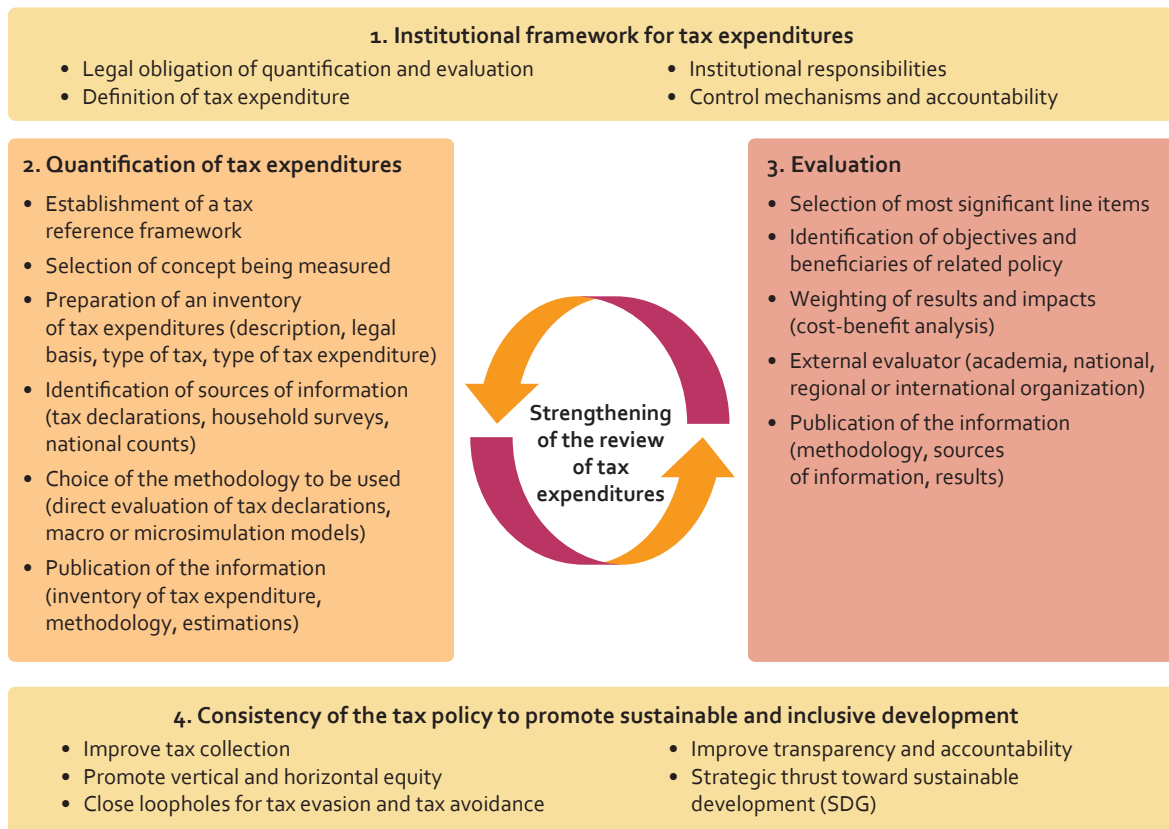 1. Institutional framework for tax expenditures
• Legal obligation of quantification and evaluation
• Definition of tax expenditure
• Institutional responsibilities
• Control mechanisms and accountability
2. Quantification of tax expenditures
• Establishment of a tax
reference framework
• Selection of concept being measured
• Preparation of an inventory
of tax expenditures (description, legal
basis, type of tax, type of tax expenditure)
• Identification of sources of information
(tax declarations, household surveys,
national counts)
• Choice of the methodology to be used
(direct evaluation of tax declarations,
macro or microsimulation models)
• Publication of the information
(inventory of tax expenditure,
methodology, estimations)
Strengthening
of the review
of tax
expenditures
3. Evaluation
• Selection of most significant line items
• Identification of objectives and
beneficiaries of related policy
• Weighting of results and impacts
(cost-benefit analysis)
• External evaluator (academia, national,
regional or international organization)
• Publication of the information
(methodology, sources
of information, results)
4. Consistency of the tax policy to promote sustainable and inclusive development
• Improve tax collection
• Promote vertical and horizontal equity
• Close loopholes for tax evasion and tax avoidance
• Improve transparency and accountability
• Strategic thrust toward sustainable
development (SDG)